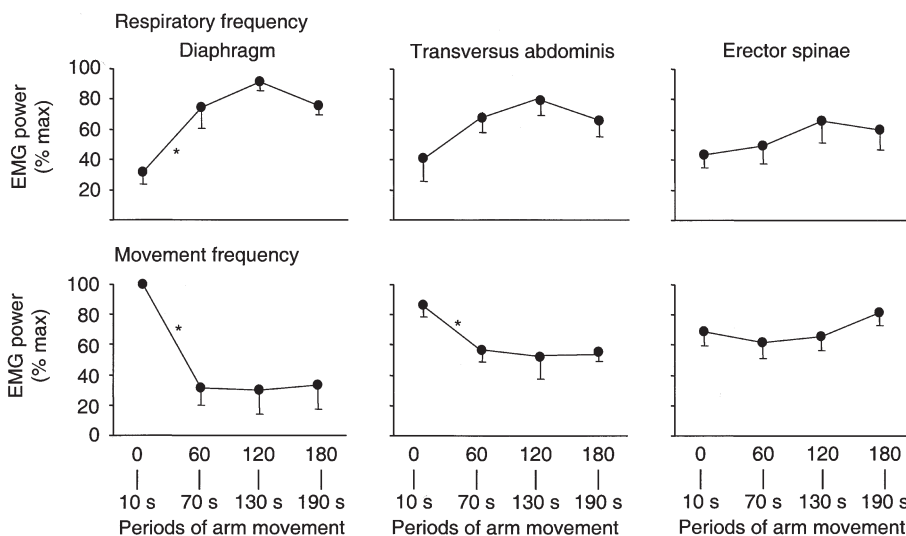 Respiratory frequency
Diaphragm
Transversus abdominis
Erector spinae
EMG power
(% max)
100
80
60
40
20
*
Movement frequency
EMG power
(% max)
100
80
60
40
20
0
*
*
0 60 120 180
0 60 120 180
0 60 120 180
10 s 70 s 130 s 190 s
10 s 70 s 130 s 190 s
10 s 70 s 130 s 190 s
Periods of arm movement
Periods of arm movement
Periods of arm movement